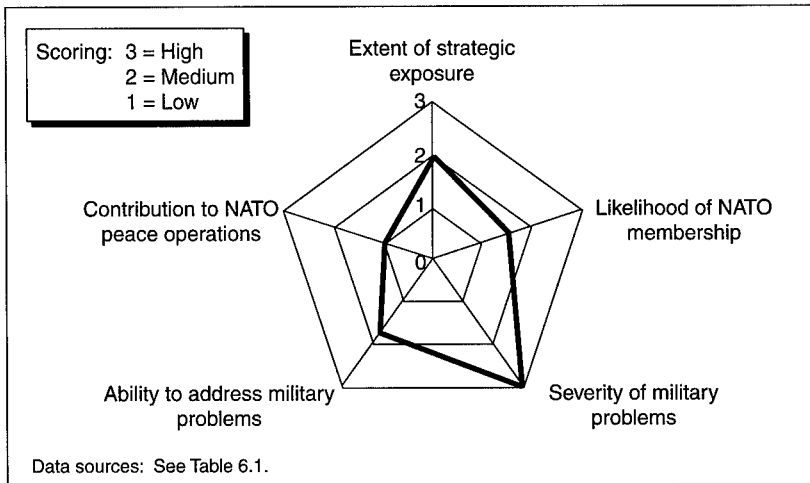 Scoring: 3 = High
2 = Medium
1 = Low
Extent of strategic
exposure
3
2
1
0
Contribution to NATO
peace operations
Likelihood of NATO
membership
Ability to address military
problems
Severity of military
problems
Data sources: See Table 6.1.